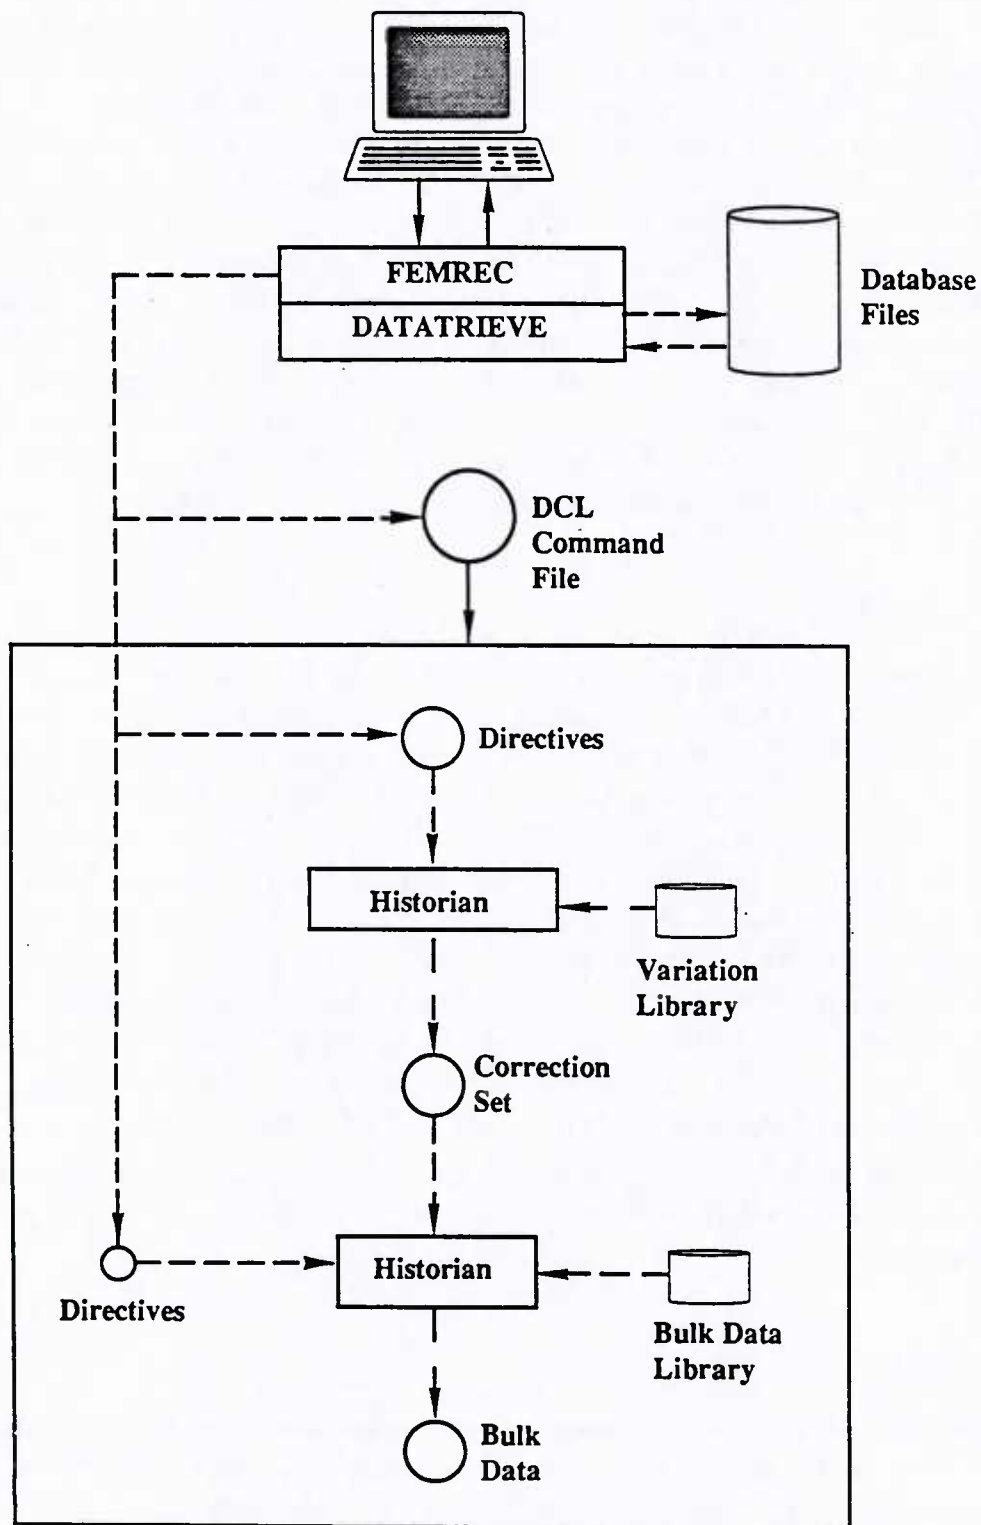 FEMREC
DATATRIEVE
Database
Files
DCL
Command
File
Directives
Historian
Variation
Library
Correction
Set
Historian
Directives
Bulk Data
Library
Bulk
Data